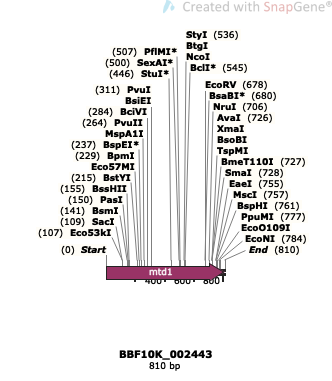 Created with SnapGene®
StyI (536)
BtgI
(507) PflMI* NcoI
(500) SexAI* BclI* (545)
(446) StuI*
EcoRV (678)
(311) PvuI BsaBI* (680)
BsiEI NruI (706)
(284) BciVI AvaI (726)
(264) PvuII XmaI
MspA1I BsoBI
(237) BspEI* TspMI
(229) BpmI BmeT110I (727)
Eco57MI SmaI (728)
(215) BstYI EaeI (755)
(155) BssHII MscI (757)
(150) PasI BspHI (761)
(141) BsmI PpuMI (777)
(109) SacI EcoO109I
(107) Eco53kI EcoNI (784)
(0) Start End (810)
mtd1
400 600 800
BBF10K_002443
810 bp